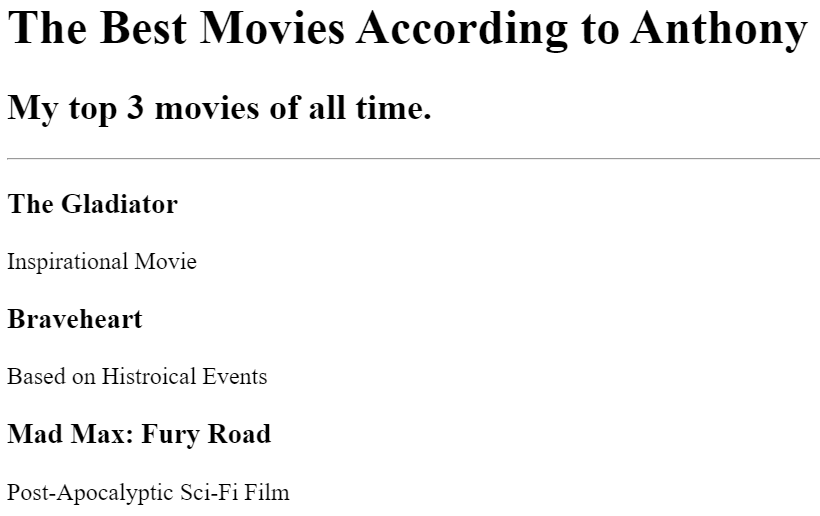 The Best Movies According to Anthony
My top 3 movies of all time.
The Gladiator
Inspirational Movie
Braveheart
Based on Histroical Events
Mad Max: Fury Road
Post-Apocalyptic Sci-Fi Film